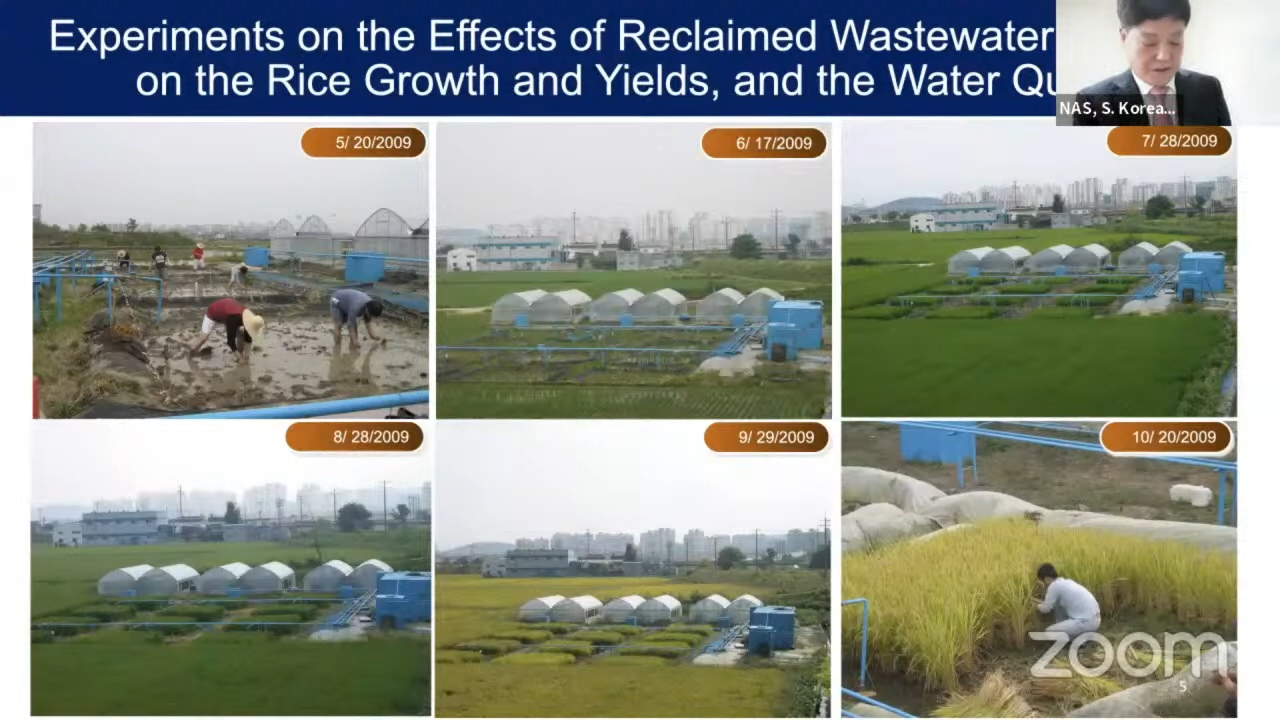 Experiments on the Effects of Reclaimed Wastewater
on the Rice Growth and Yields, and the Water Qu
NAS, S. Korea...
5/ 20/2009
6/ 17/2009
7/ 28/2009
8/ 28/2009
9/ 29/2009
10/ 20/2009
zoom
5